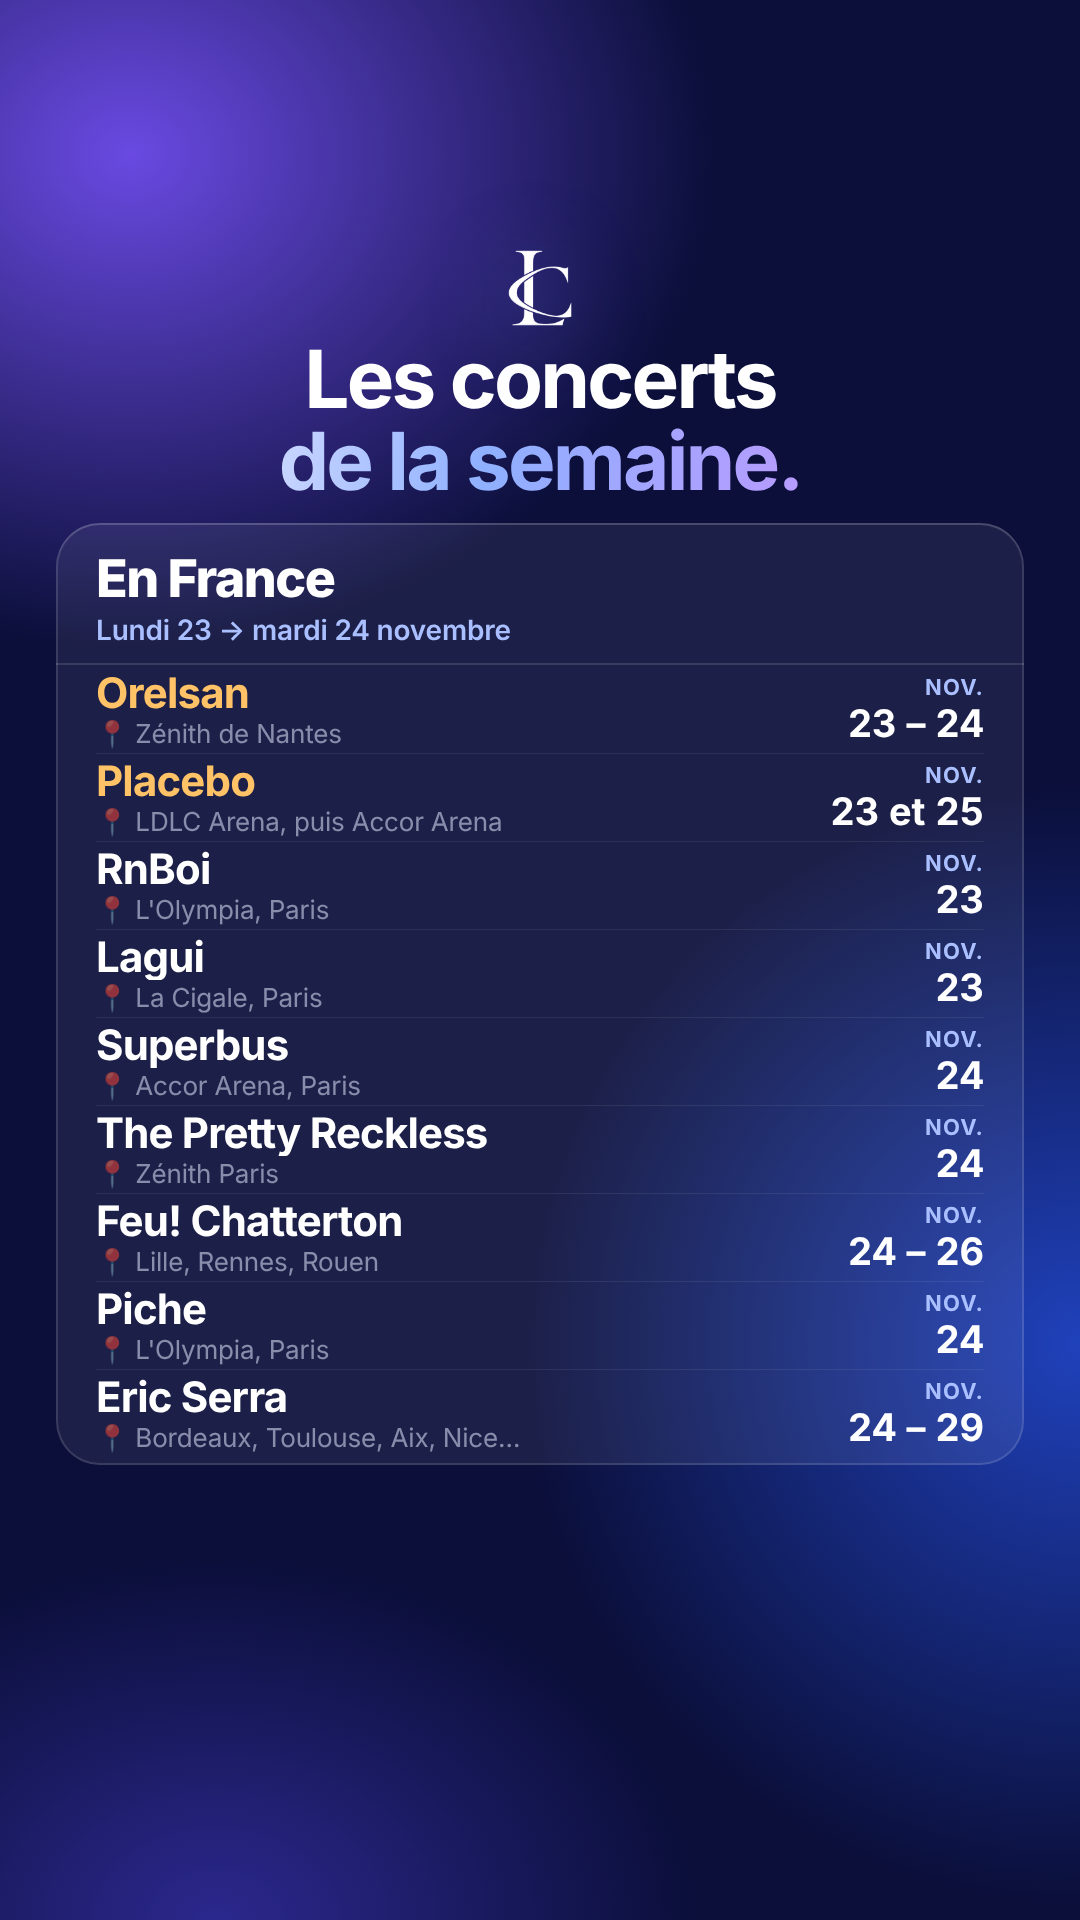 LC
Les concerts
de la semaine.
En France
Lundi 23 → mardi 24 novembre
Orelsan
📍 Zénith de Nantes
NOV.
23 – 24
Placebo
📍 LDLC Arena, puis Accor Arena
NOV.
23 et 25
RnBoi
📍 L'Olympia, Paris
NOV.
23
Lagui
📍 La Cigale, Paris
NOV.
23
Superbus
📍 Accor Arena, Paris
NOV.
24
The Pretty Reckless
📍 Zénith Paris
NOV.
24
Feu! Chatterton
📍 Lille, Rennes, Rouen
NOV.
24 – 26
Piche
📍 L'Olympia, Paris
NOV.
24
Eric Serra
📍 Bordeaux, Toulouse, Aix, Nice…
NOV.
24 – 29